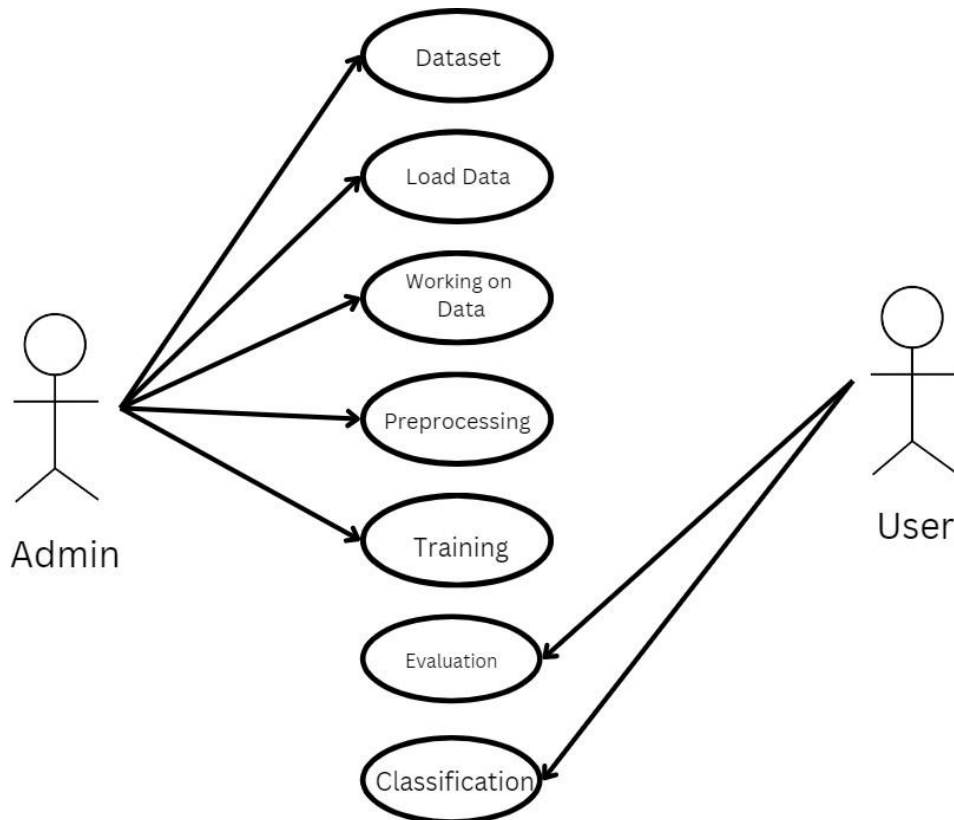 Dataset
Load Data
Working on
Data
Preprocessing
Training
Evaluation
Classification
Admin
User